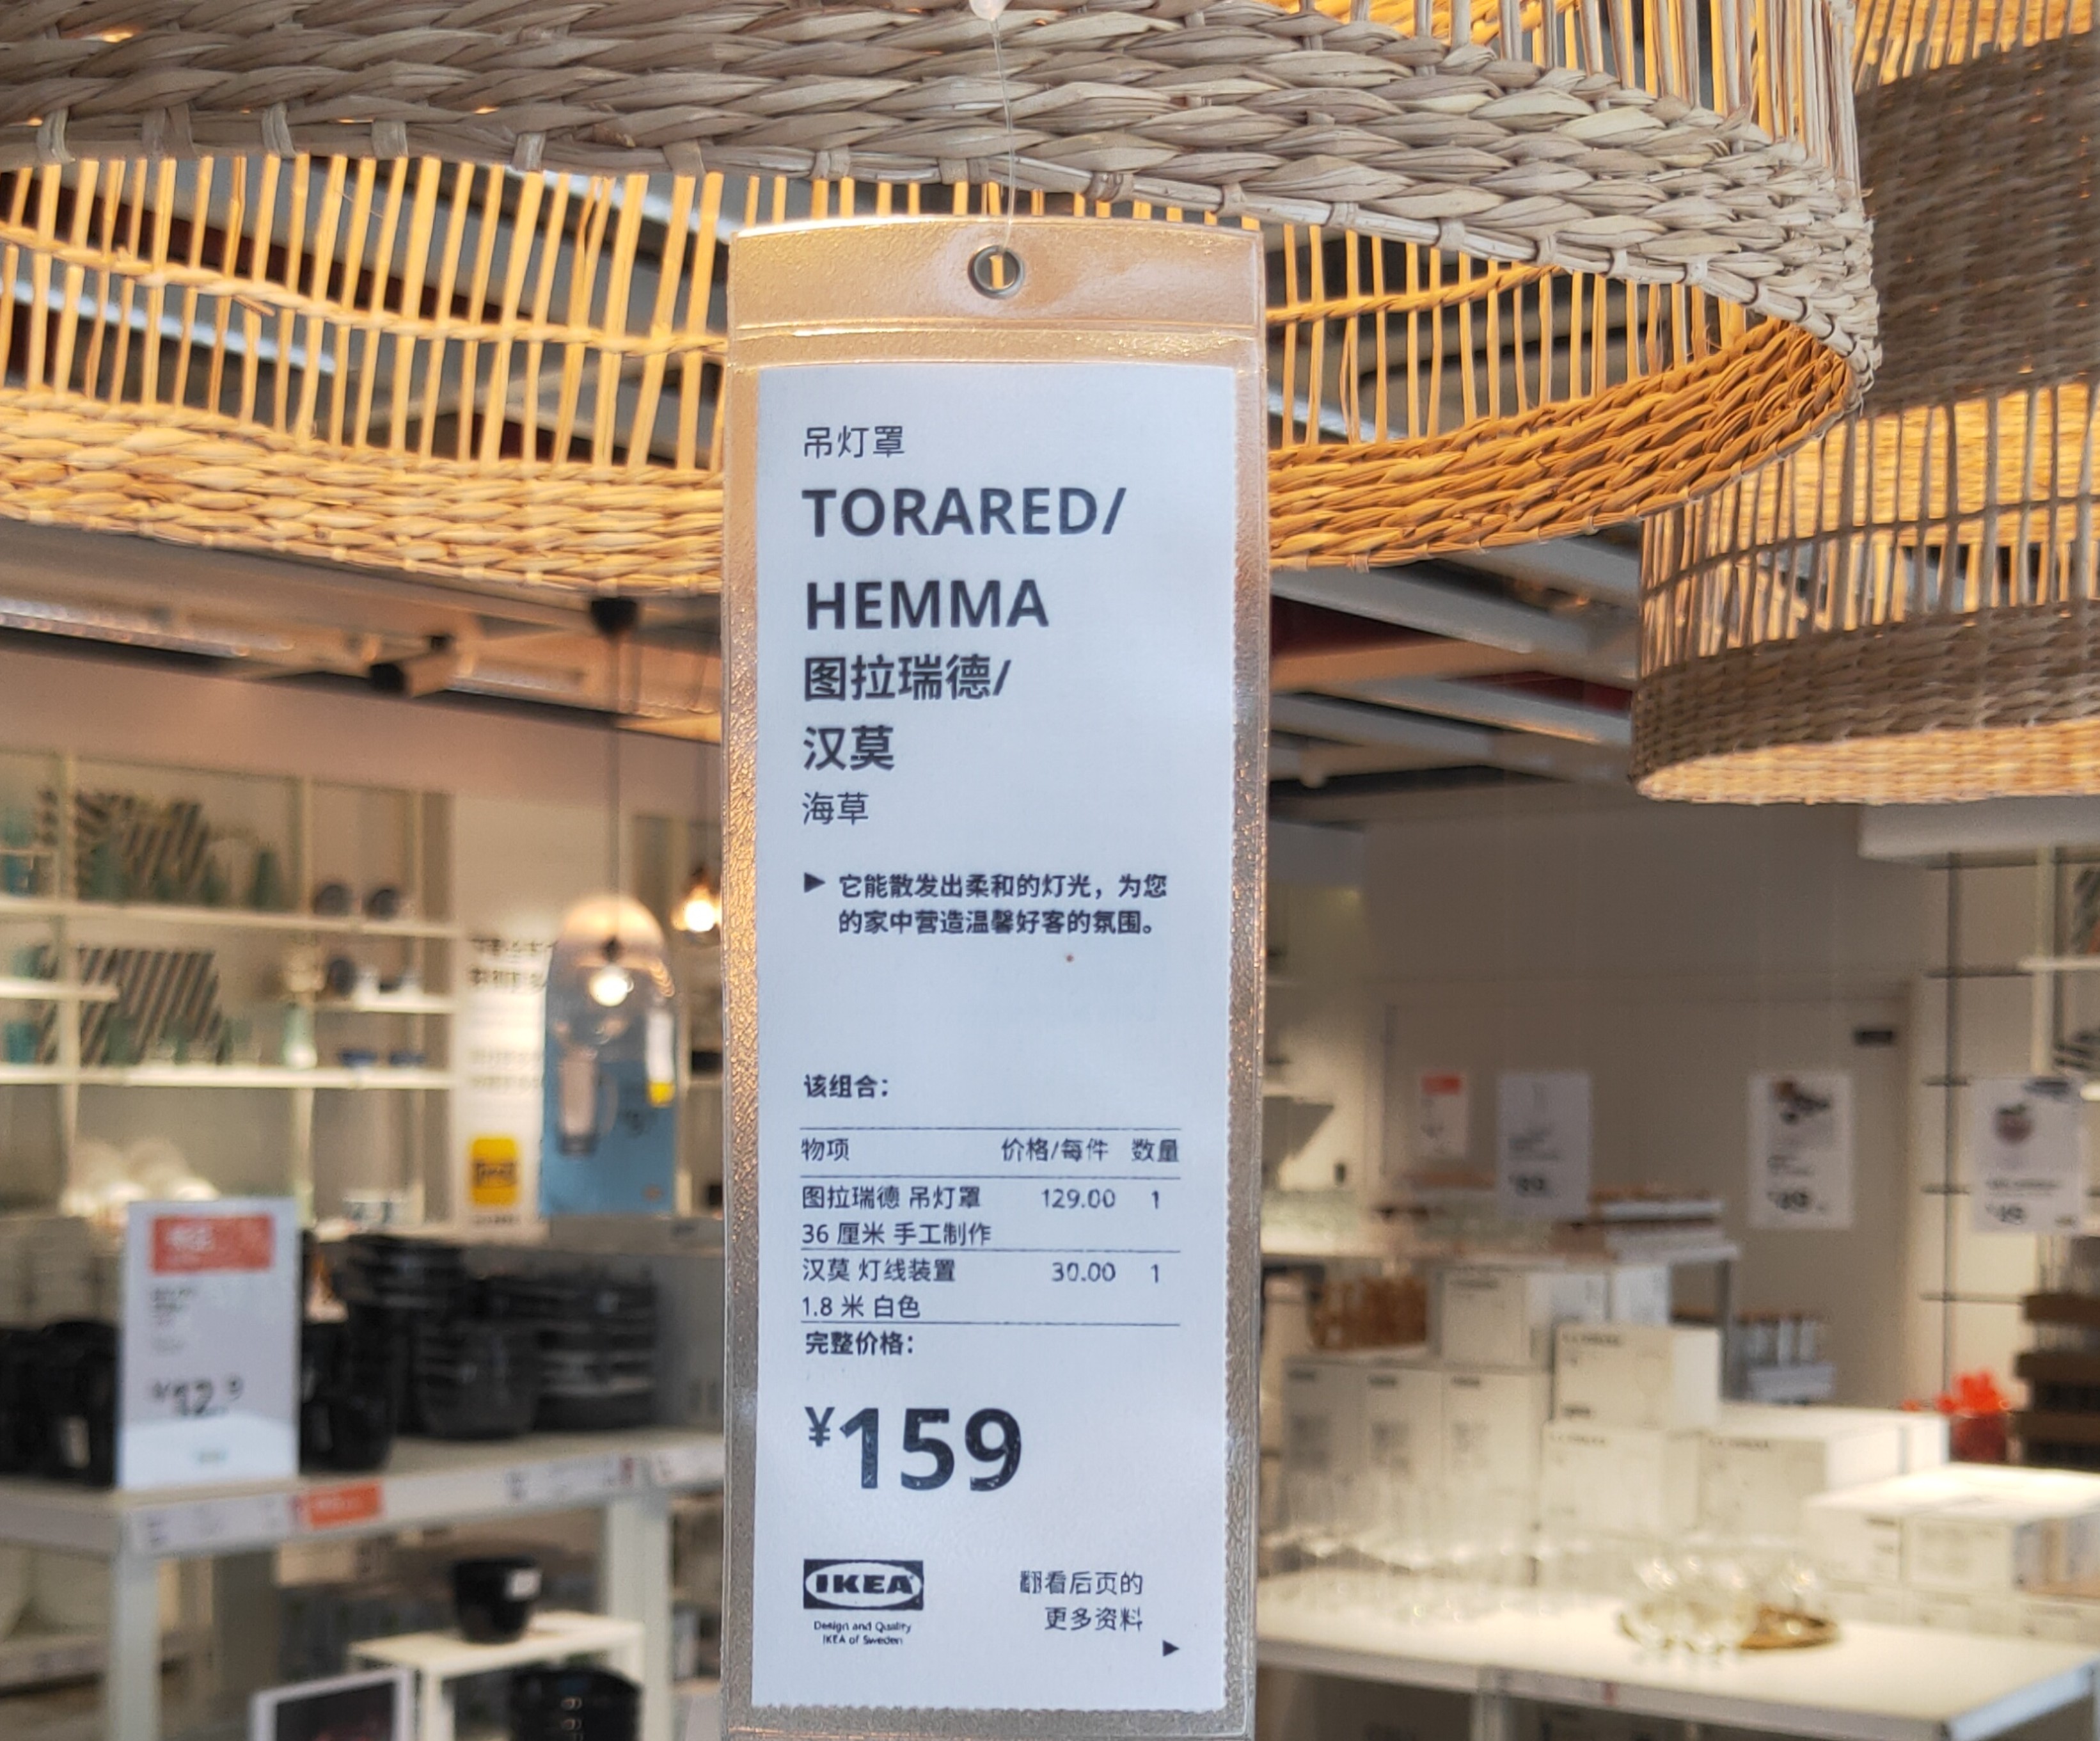 吊灯罩
TORARED/
HEMMA
图拉瑞德/
汉莫
海草
▶ 它能散发出柔和的灯光，为您
的家中营造温馨好客的氛围。
该组合：
物项 价格/每件 数量
图拉瑞德 吊灯罩 129.00 1
36 厘米 手工制作
汉莫 灯线装置 30.00 1
1.8 米 白色
完整价格：
¥159
IKEA
Design and Quality
IKEA of Sweden
翻看后页的
更多资料
▶